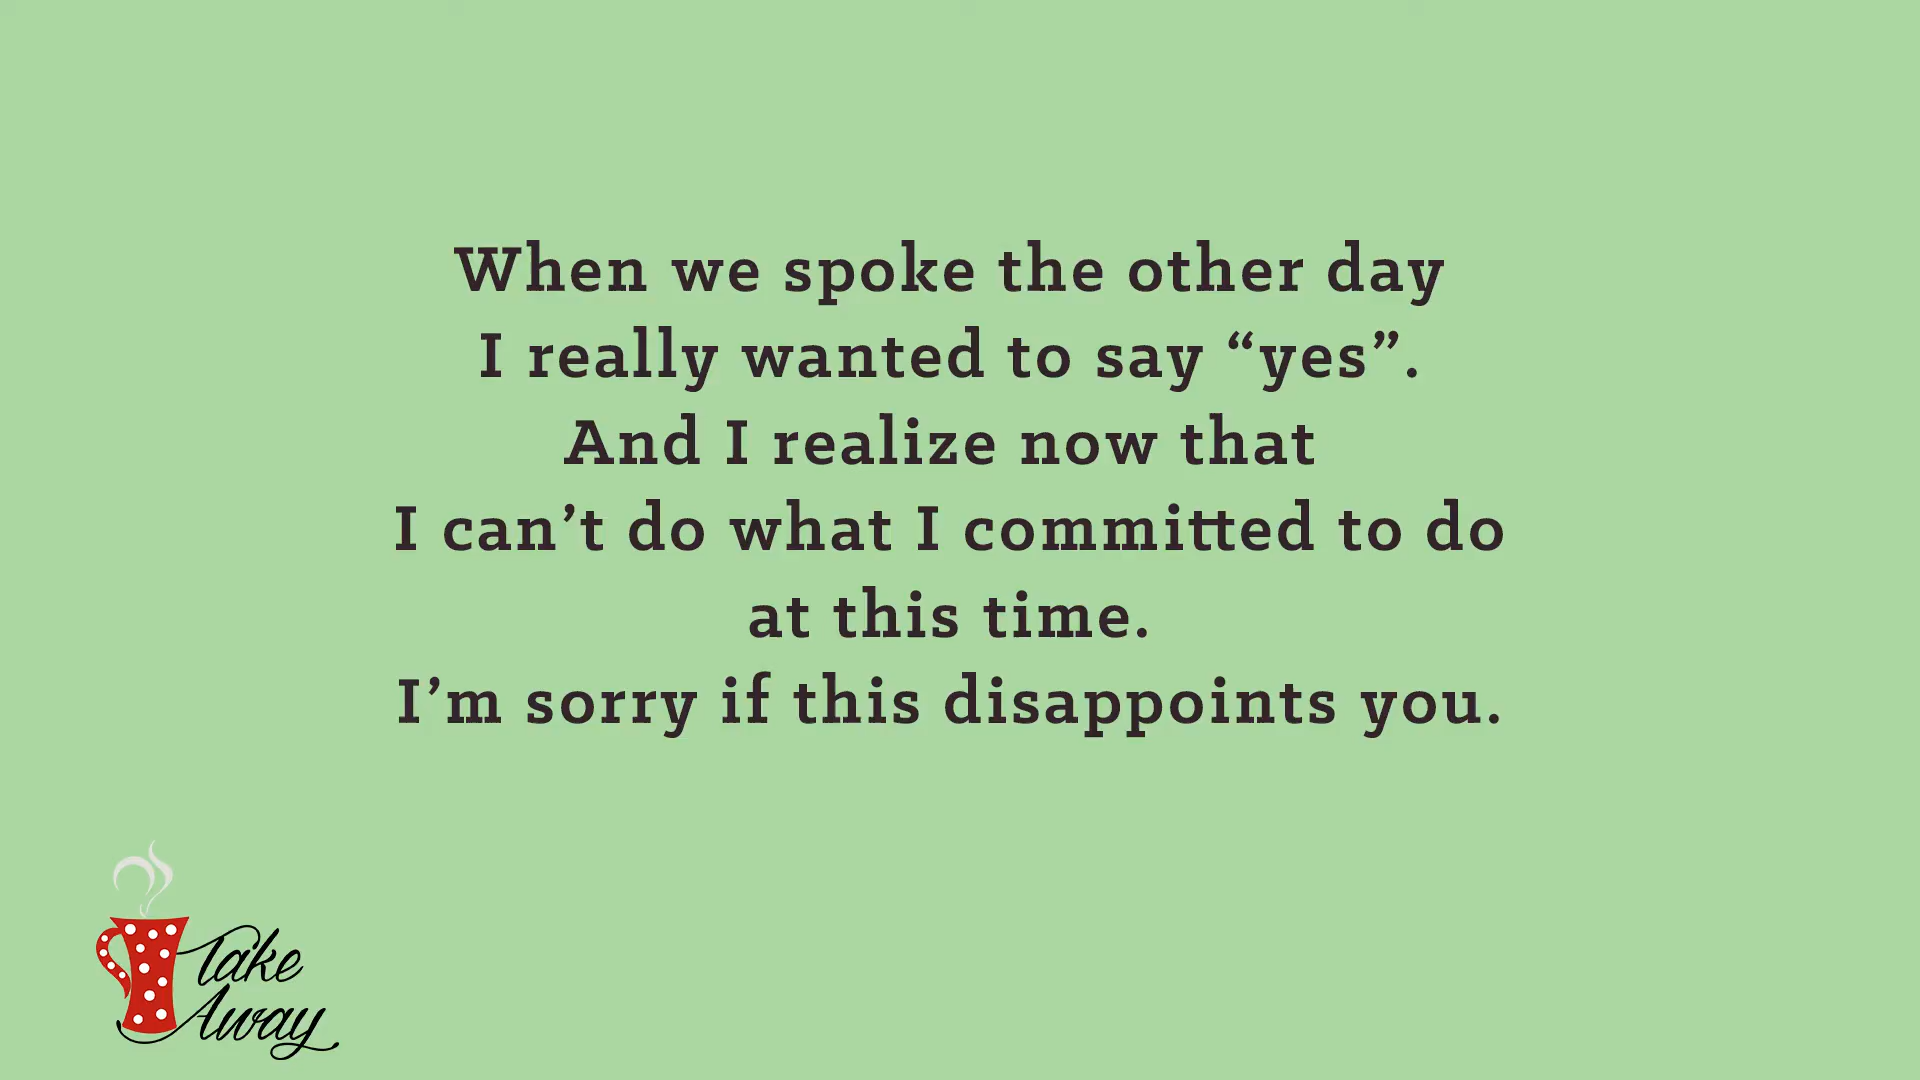 When we spoke the other day
I really wanted to say “yes”.
And I realize now that
I can’t do what I committed to do
at this time.
I’m sorry if this disappoints you.
Take
Away